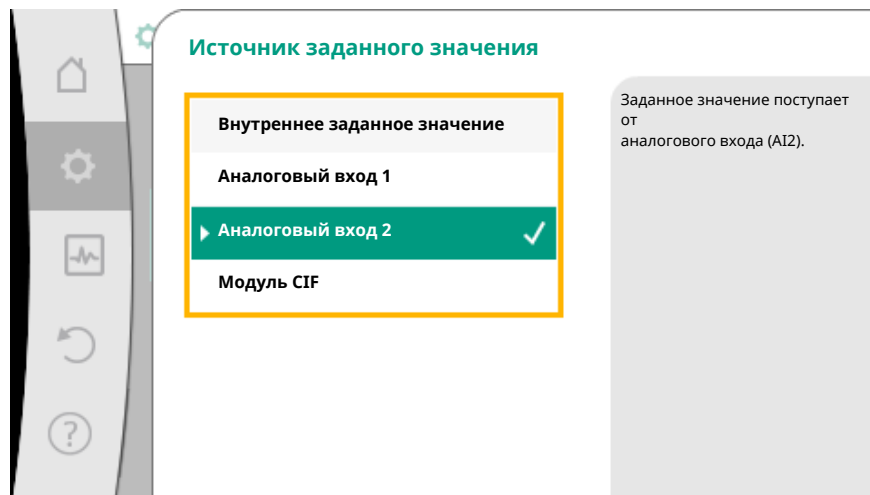 Источник заданного значения
Внутреннее заданное значение
Аналоговый вход 1
Аналоговый вход 2
Модуль CIF
Заданное значение поступает
от
аналогового входа (AI2).
?